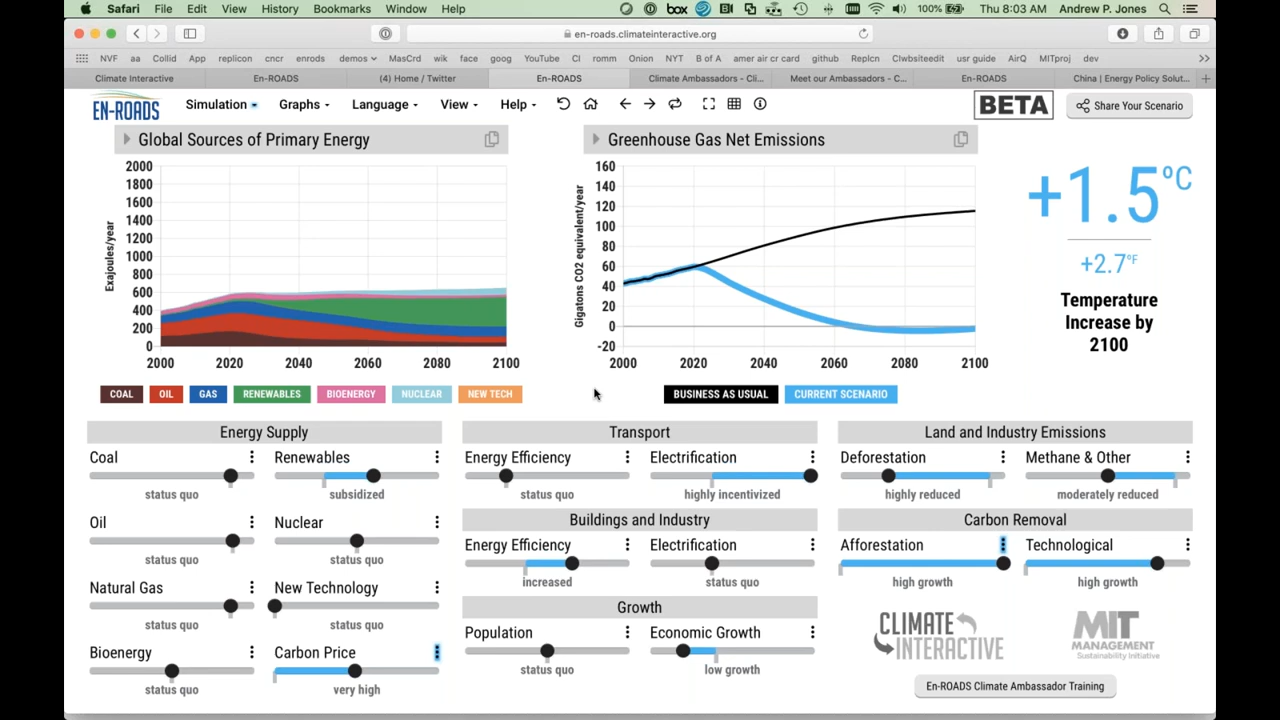 Safari File Edit View History Bookmarks Window Help box 100% Thu 8:03 AM Andrew P. Jones
en-roads.climateinteractive.org
NVF aa Collid App replicon cncr enrods demos MasCrd wik face goog YouTube CI romm Onion NYT B of A amer air cr card github Replcn Clwbsiteedit usr guide AirQ MITproj dev
Climate Interactive En-ROADS (4) Home / Twitter En-ROADS Climate Ambassadors - Cli... Meet our Ambassadors - C... En-ROADS China | Energy Policy Solut...
EN-ROADS Simulation Graphs Language View Help BETA Share Your Scenario
Global Sources of Primary Energy
Exajoules/year
2000
1800
1600
1400
1200
1000
800
600
400
200
0
2000 2020 2040 2060 2080 2100
COAL OIL GAS RENEWABLES BIOENERGY NUCLEAR NEW TECH
Greenhouse Gas Net Emissions
Gigatons CO2 equivalent/year
160
140
120
100
80
60
40
20
0
-20
2000 2020 2040 2060 2080 2100
BUSINESS AS USUAL CURRENT SCENARIO
+1.5°C
+2.7°F
Temperature
Increase by
2100
Energy Supply
Coal Renewables
status quo subsidized
Oil Nuclear
status quo status quo
Natural Gas New Technology
status quo status quo
Bioenergy Carbon Price
status quo very high
Transport
Energy Efficiency Electrification
status quo highly incentivized
Buildings and Industry
Energy Efficiency Electrification
increased status quo
Growth
Population Economic Growth
status quo low growth
Land and Industry Emissions
Deforestation Methane & Other
highly reduced moderately reduced
Carbon Removal
Afforestation Technological
high growth high growth
CLIMATE
INTERACTIVE
MIT
MANAGEMENT
Sustainability Initiative
En-ROADS Climate Ambassador Training